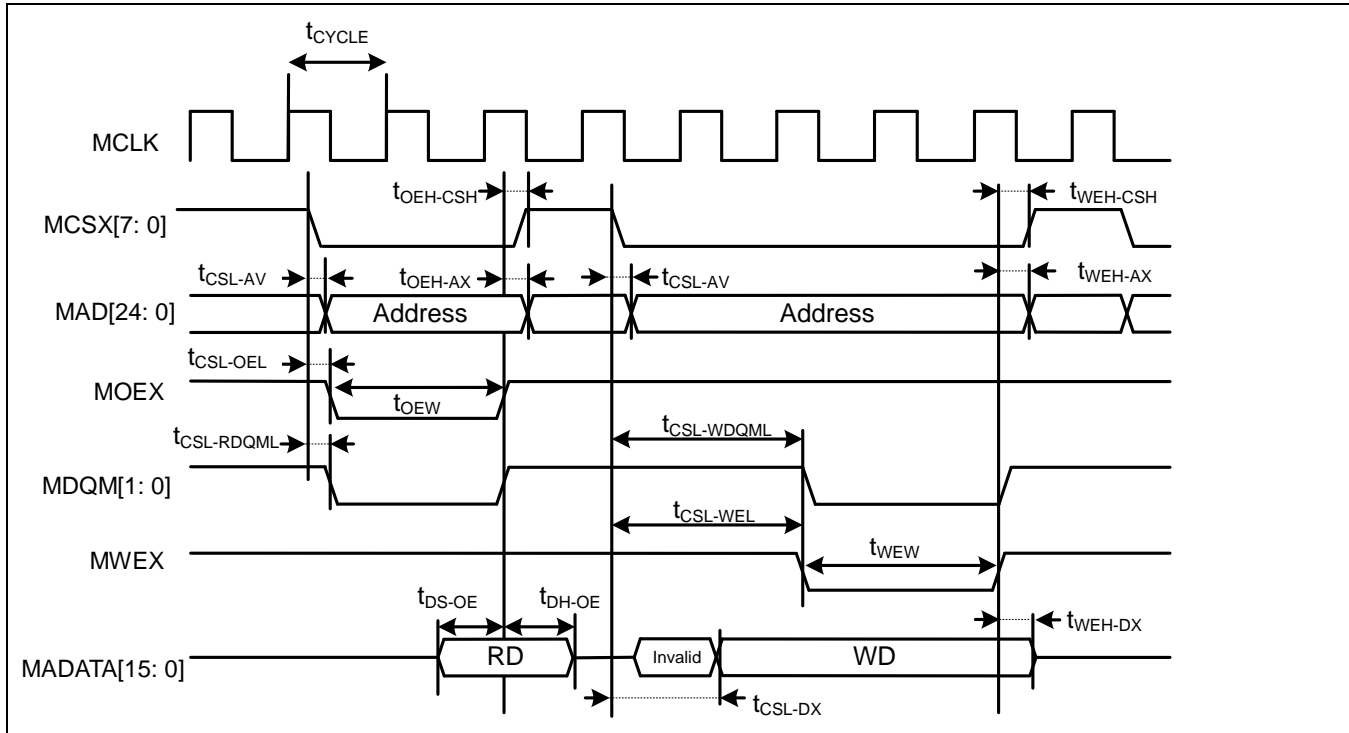 tCYCLE
MCLK
tOEH-CSH
tWEH-CSH
MCSX[7: 0]
tCSL-AV
tOEH-AX
tCSL-AV
tWEH-AX
MAD[24: 0]
Address
Address
tCSL-OEL
MOEX
tOEW
tCSL-RDQML
tCSL-WDQML
MDQM[1: 0]
tCSL-WEL
MWEX
tWEW
tDS-OE
tDH-OE
tWEH-DX
MADATA[15: 0]
RD
Invalid
WD
tCSL-DX